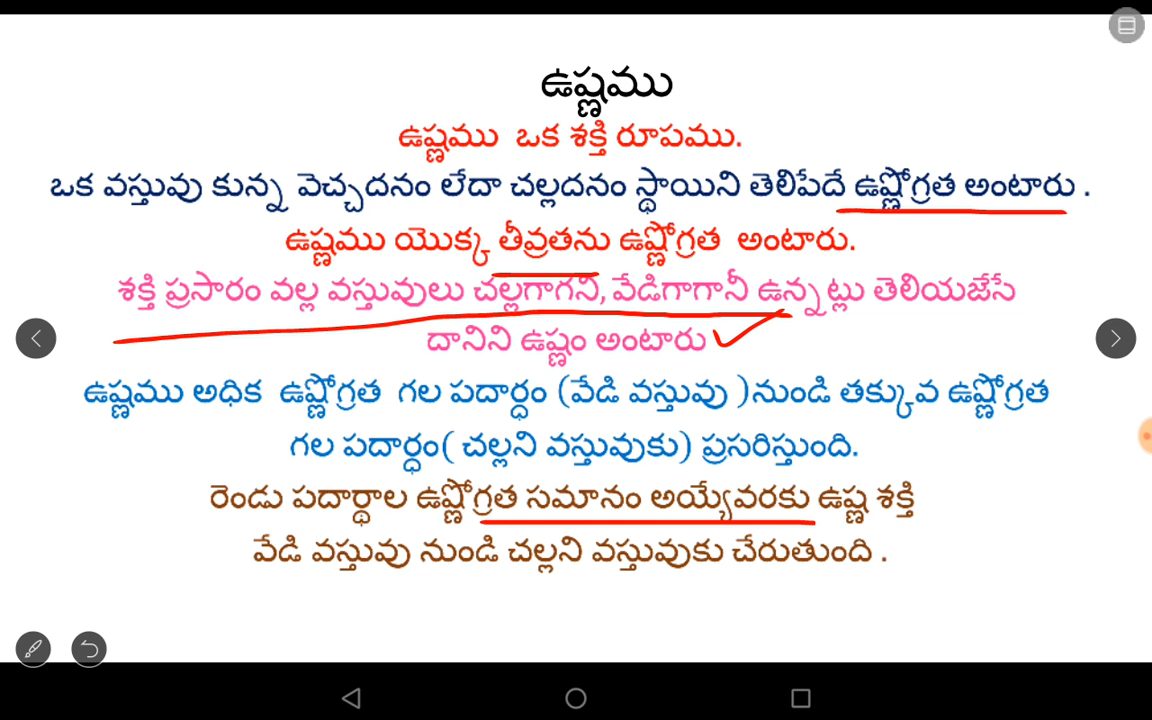 ఉష్ణము
ఉష్ణము ఒక శక్తి రూపము.
ఒక వస్తువు కున్న వెచ్చదనం లేదా చల్లదనం స్థాయిని తెలిపేదే ఉష్ణోగ్రత అంటారు .
ఉష్ణము యొక్క తీవ్రతను ఉష్ణోగ్రత అంటారు.
శక్తి ప్రసారం వల్ల వస్తువులు చల్లగాగని, వేడిగాగానీ ఉన్నట్లు తెలియజేసే
దానిని ఉష్ణం అంటారు
ఉష్ణము అధిక ఉష్ణోగ్రత గల పదార్ధం (వేడి వస్తువు )నుండి తక్కువ ఉష్ణోగ్రత
గల పదార్ధం( చల్లని వస్తువుకు) ప్రసరిస్తుంది.
రెండు పదార్థాల ఉష్ణోగ్రత సమానం అయ్యేవరకు ఉష్ణ శక్తి
వేడి వస్తువు నుండి చల్లని వస్తువుకు చేరుతుంది .